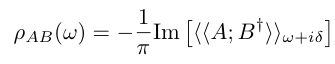 ρ_{AB}(ω) = −\frac{1}{π} Im [⟨⟨A; B^†⟩⟩_{ω+iδ}]